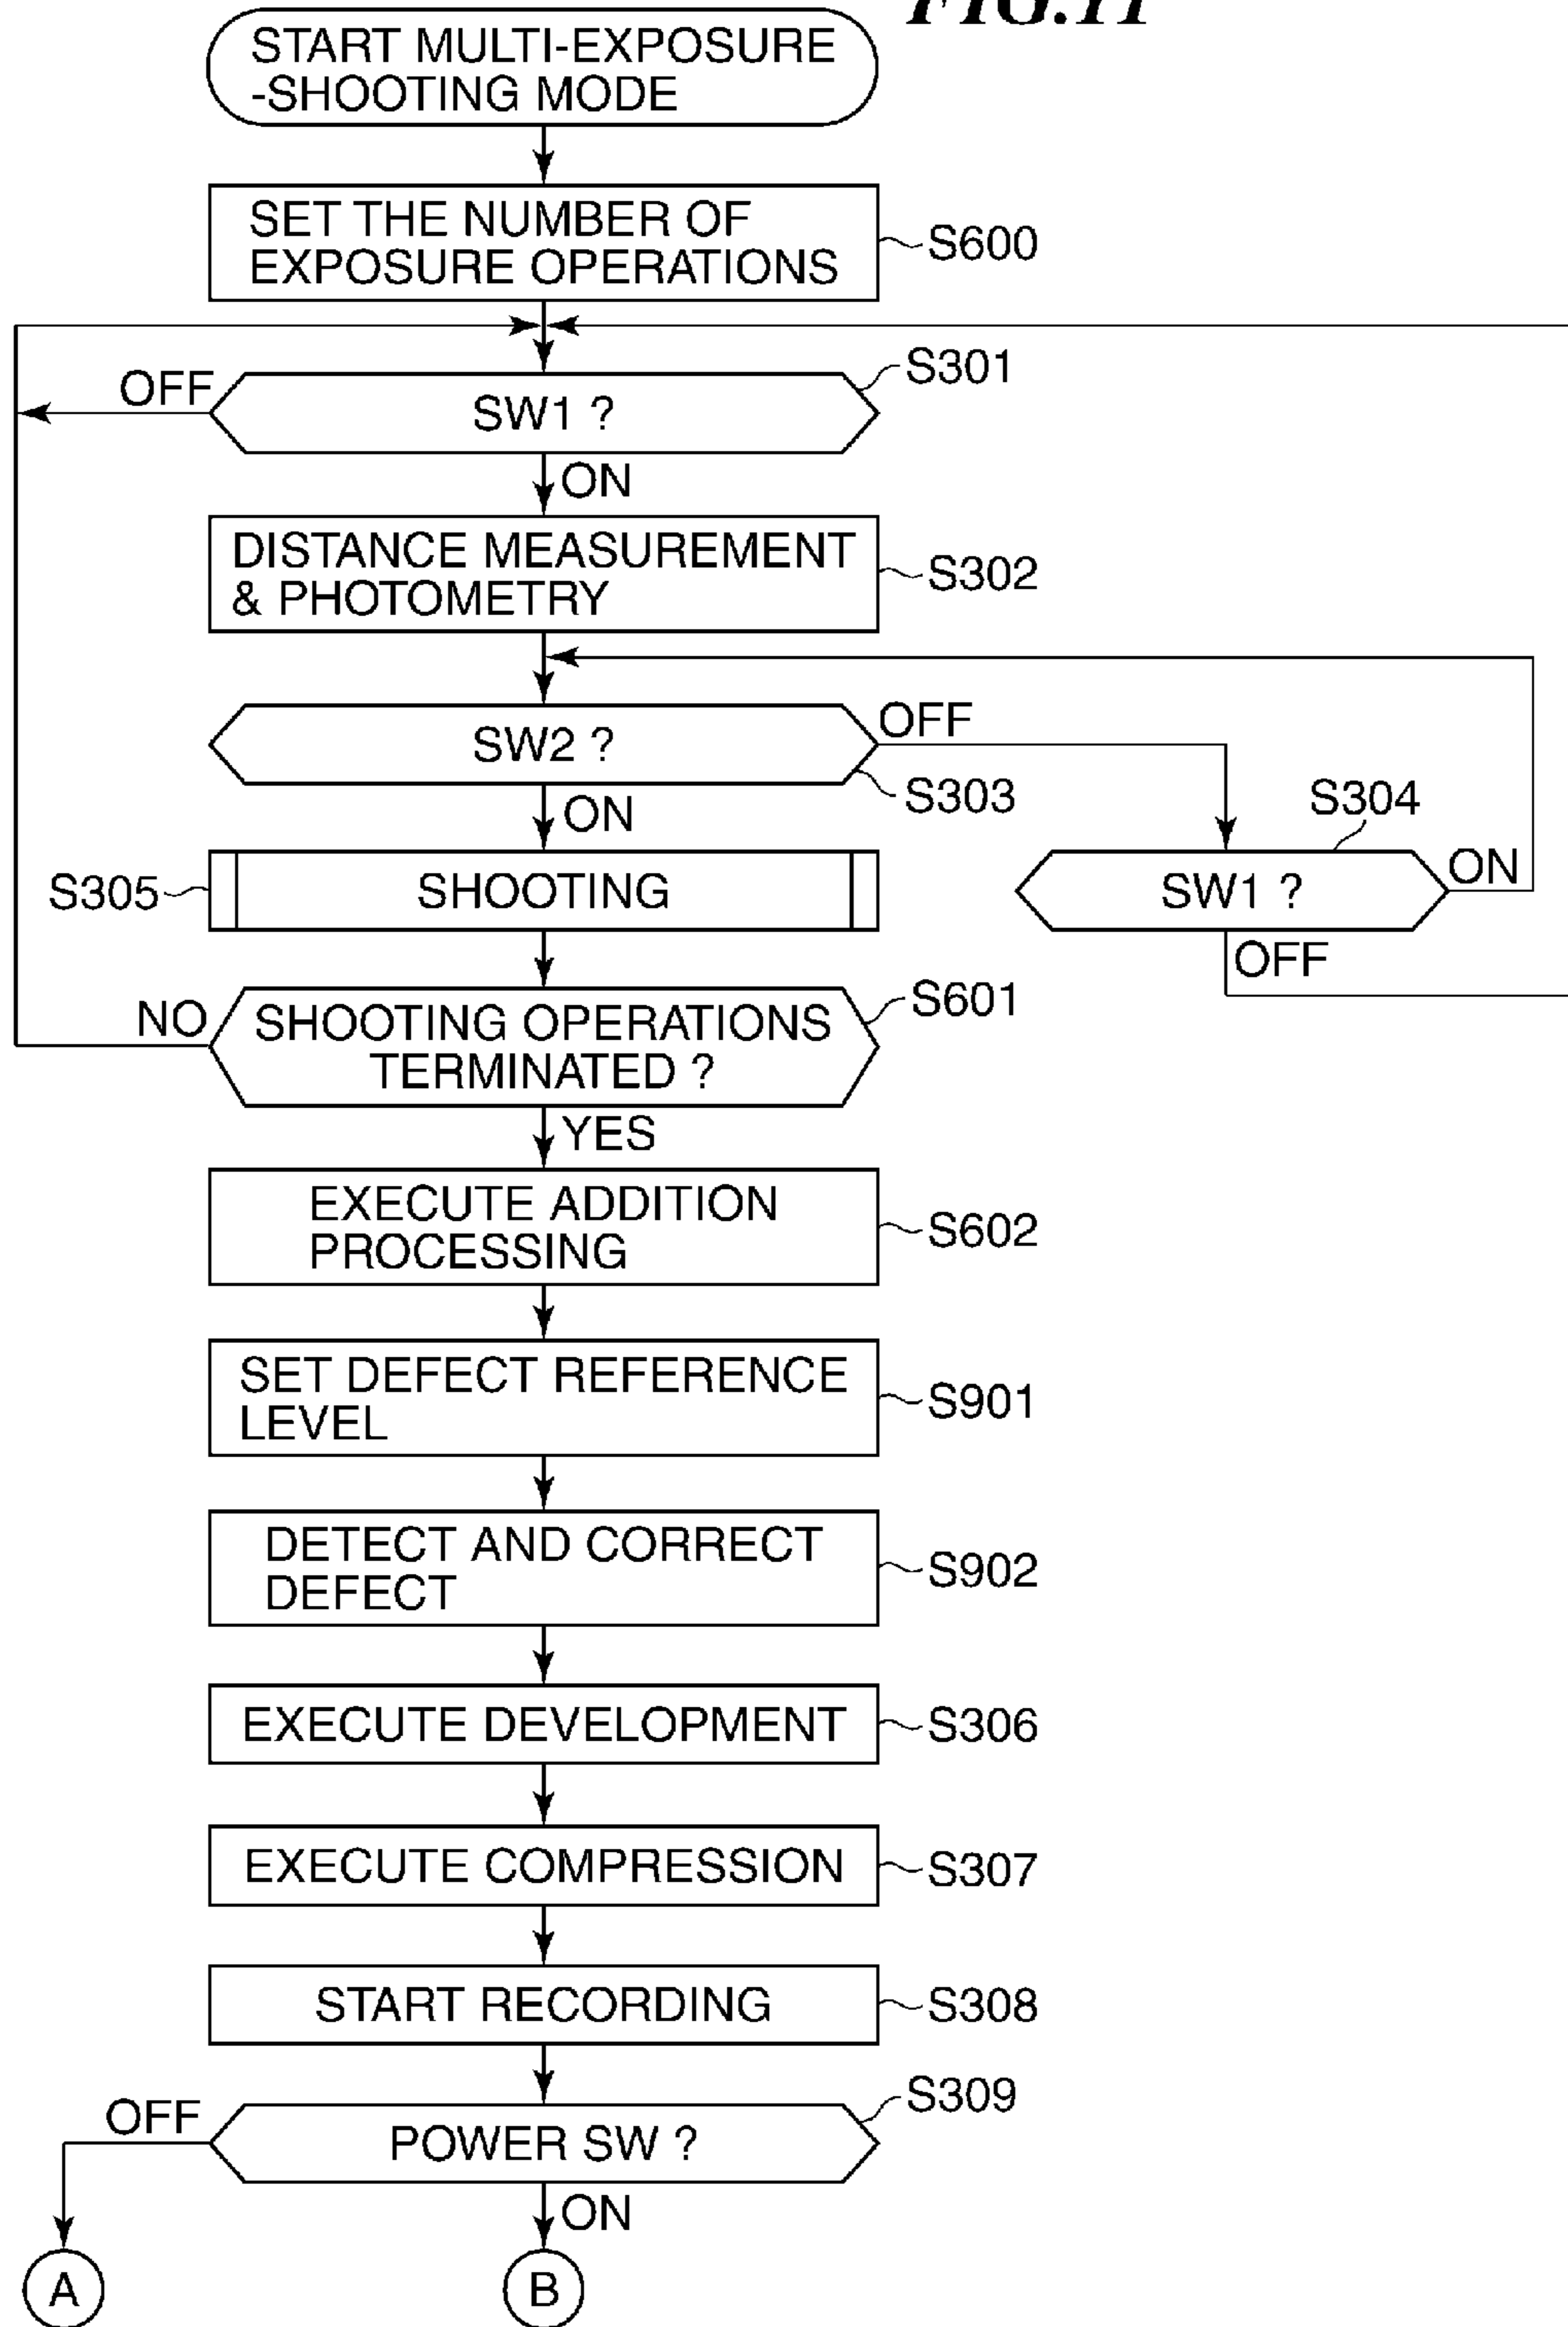 FIG.11
START MULTI-EXPOSURE
-SHOOTING MODE
SET THE NUMBER OF
EXPOSURE OPERATIONS
S600
S301
OFF
SW1 ?
ON
DISTANCE MEASUREMENT
& PHOTOMETRY
S302
SW2 ?
OFF
S303
ON
S304
S305
SHOOTING
SW1 ?
ON
OFF
S601
NO
SHOOTING OPERATIONS
TERMINATED ?
YES
EXECUTE ADDITION
PROCESSING
S602
SET DEFECT REFERENCE
LEVEL
S901
DETECT AND CORRECT
DEFECT
S902
EXECUTE DEVELOPMENT
S306
EXECUTE COMPRESSION
S307
START RECORDING
S308
S309
OFF
POWER SW ?
ON
A
B